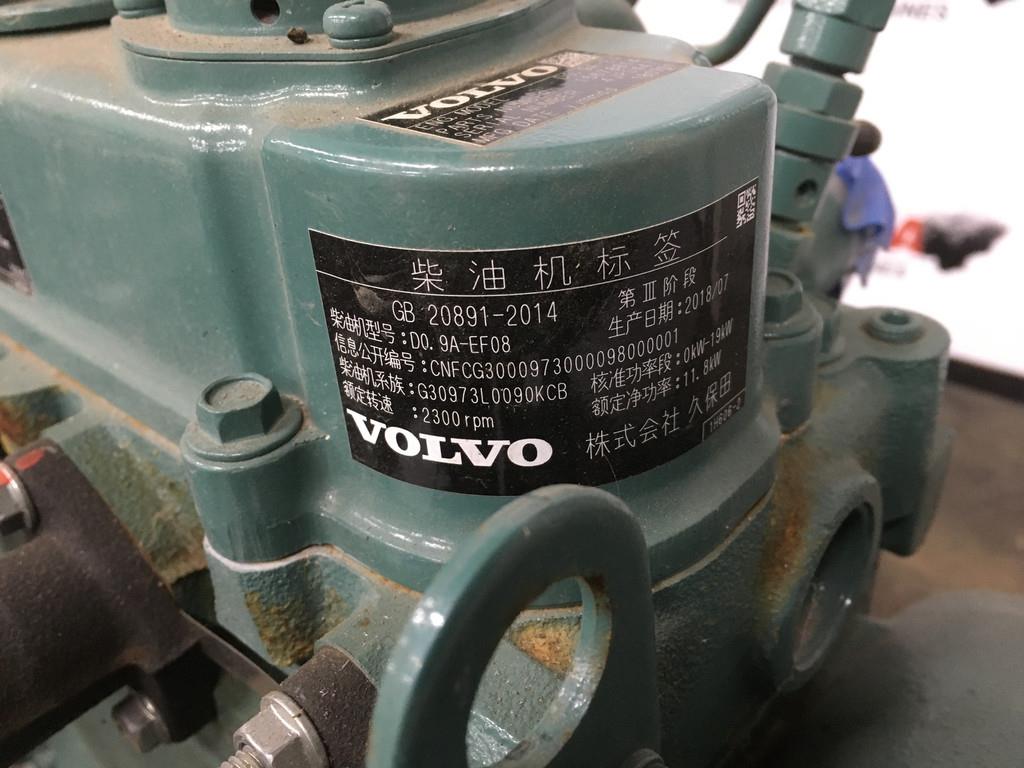 VOLVO
ENG MODEL
柴油机标签
GB 20891-2014 第Ⅲ阶段
柴油机型号:D0.9A-EF08 生产日期:2018/07
信息公开编号:CNFCG3000973000098000001
柴油机系族:G30973L0090KCB 核准功率段:0kW-19kW
额定转速:2300rpm 额定净功率:11.8kW
VOLVO 株式会社 久保田